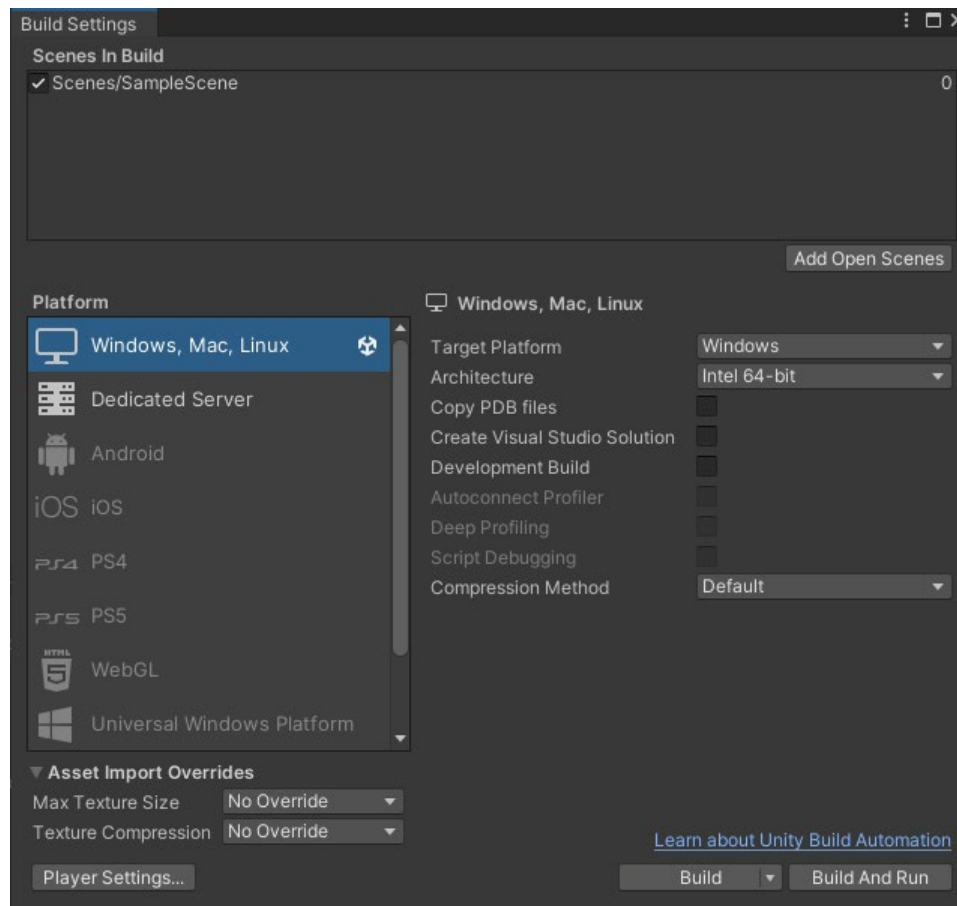 Build Settings
Scenes In Build
Scenes/SampleScene 0
Add Open Scenes
Platform
Windows, Mac, Linux
Dedicated Server
Android
iOS iOS
PS4 PS4
PS5 PS5
HTML
5 WebGL
Universal Windows Platform
Windows, Mac, Linux
Target Platform Windows
Architecture Intel 64-bit
Copy PDB files
Create Visual Studio Solution
Development Build
Autoconnect Profiler
Deep Profiling
Script Debugging
Compression Method Default
Asset Import Overrides
Max Texture Size No Override
Texture Compression No Override
Learn about Unity Build Automation
Player Settings... Build Build And Run